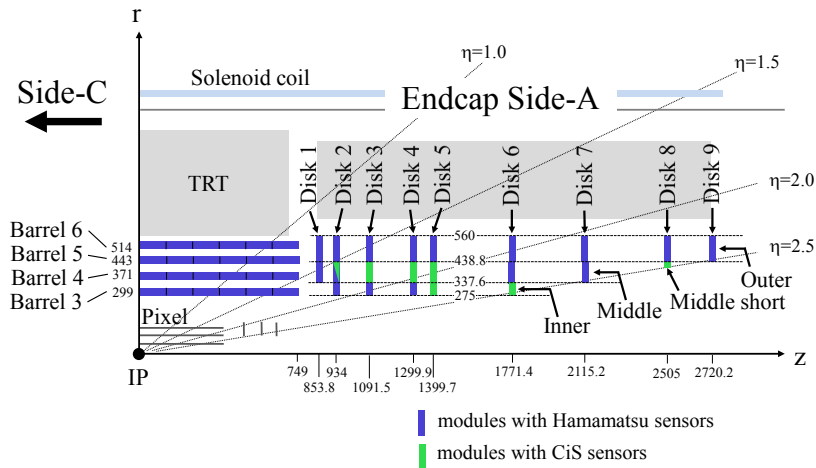 r
η=1.0
η=1.5
Solenoid coil
Side-C
Endcap Side-A
TRT
Disk 1
Disk 2
Disk 3
Disk 4
Disk 5
Disk 6
Disk 7
Disk 8
Disk 9
η=2.0
Barrel 6
514
Barrel 5
443
Barrel 4
371
Barrel 3
299
560
438.8
337.6
275
η=2.5
Outer
Middle short
Middle
Inner
Pixel
IP
z
749
853.8
934
1091.5
1299.9
1399.7
1771.4
2115.2
2505
2720.2
modules with Hamamatsu sensors
modules with CiS sensors